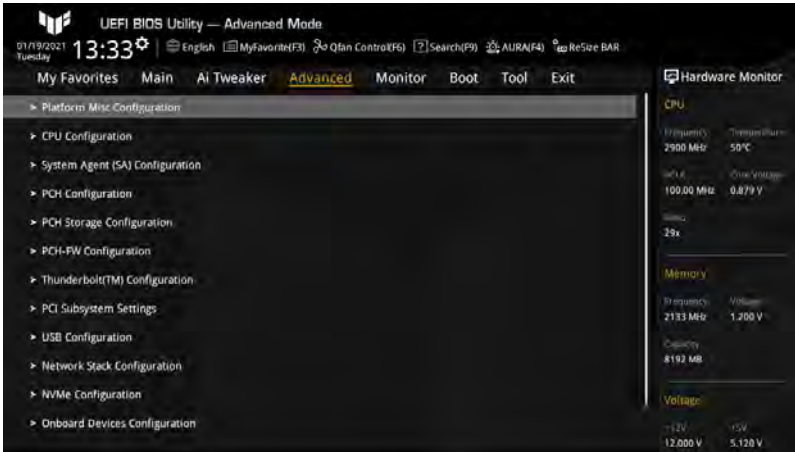 UEFI BIOS Utility — Advanced Mode
01/19/2021 Tuesday 13:33 English MyFavorite(F3) Qfan Control(F6) Search(F9) AURA(F4) ReSize BAR
My Favorites Main Ai Tweaker Advanced Monitor Boot Tool Exit
Hardware Monitor
> Platform Misc Configuration
> CPU Configuration
> System Agent (SA) Configuration
> PCH Configuration
> PCH Storage Configuration
> PCH-FW Configuration
> Thunderbolt(TM) Configuration
> PCI Subsystem Settings
> USB Configuration
> Network Stack Configuration
> NVMe Configuration
> Onboard Devices Configuration
CPU
Frequency Temperature
2900 MHz 50°C
BCLK Core Voltage
100.00 MHz 0.879 V
Ratio
29x
Memory
Frequency Voltage
2133 MHz 1.200 V
Capacity
8192 MB
Voltage
+12V +5V
12.000 V 5.120 V